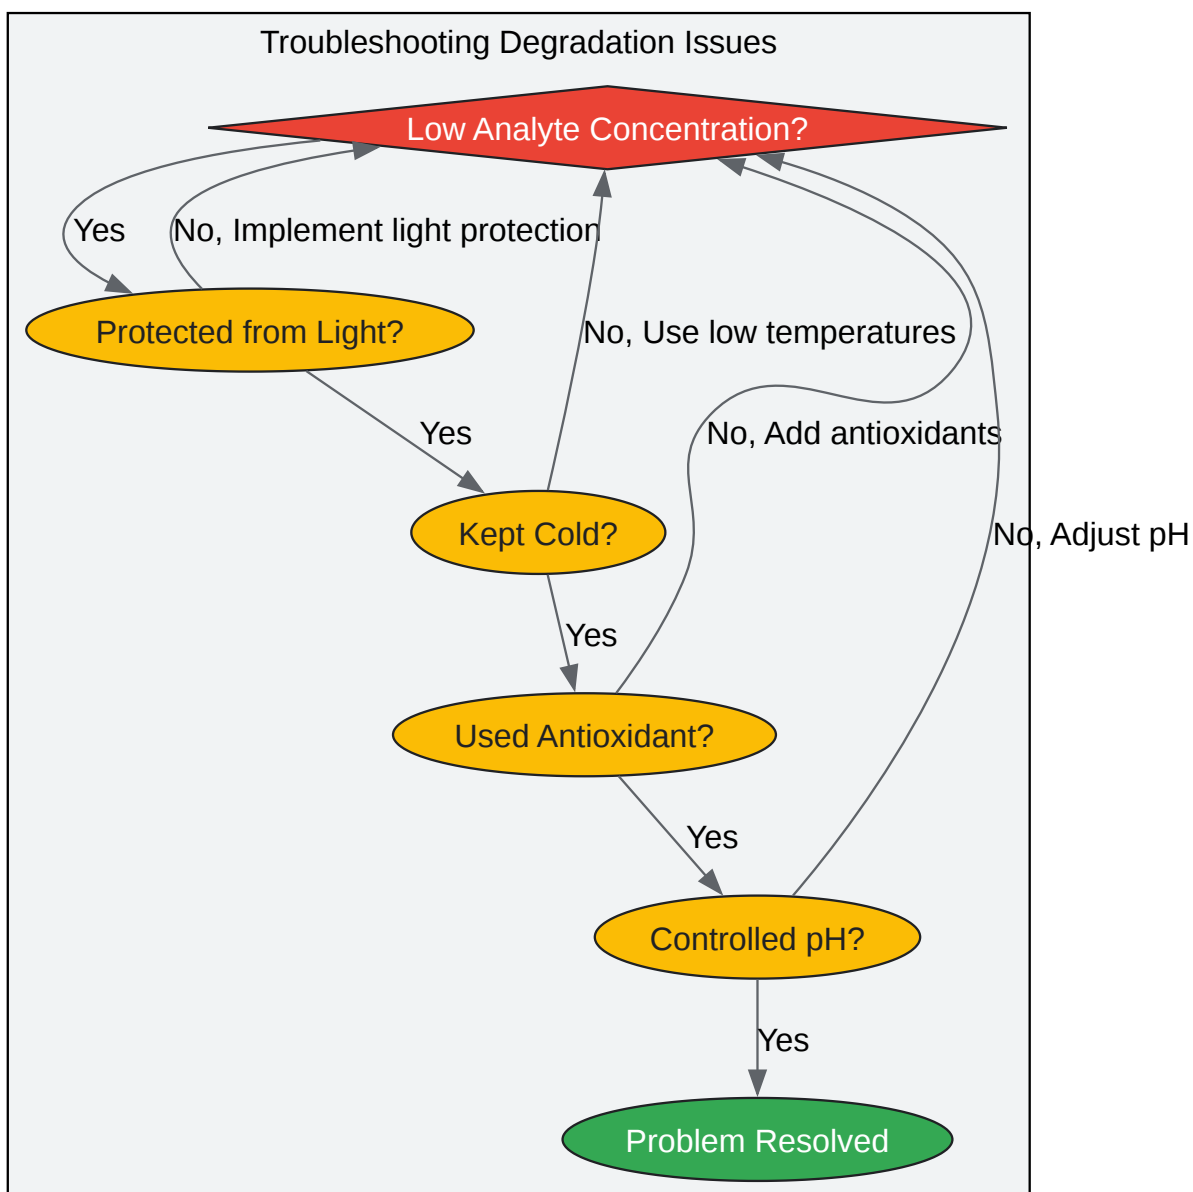 Troubleshooting Degradation Issues
Low Analyte Concentration?
Yes
No, Implement light protection
Protected from Light?
No, Use low temperatures
Yes
No, Add antioxidants
Kept Cold?
No, Adjust pH
Yes
Used Antioxidant?
Yes
Controlled pH?
Yes
Problem Resolved